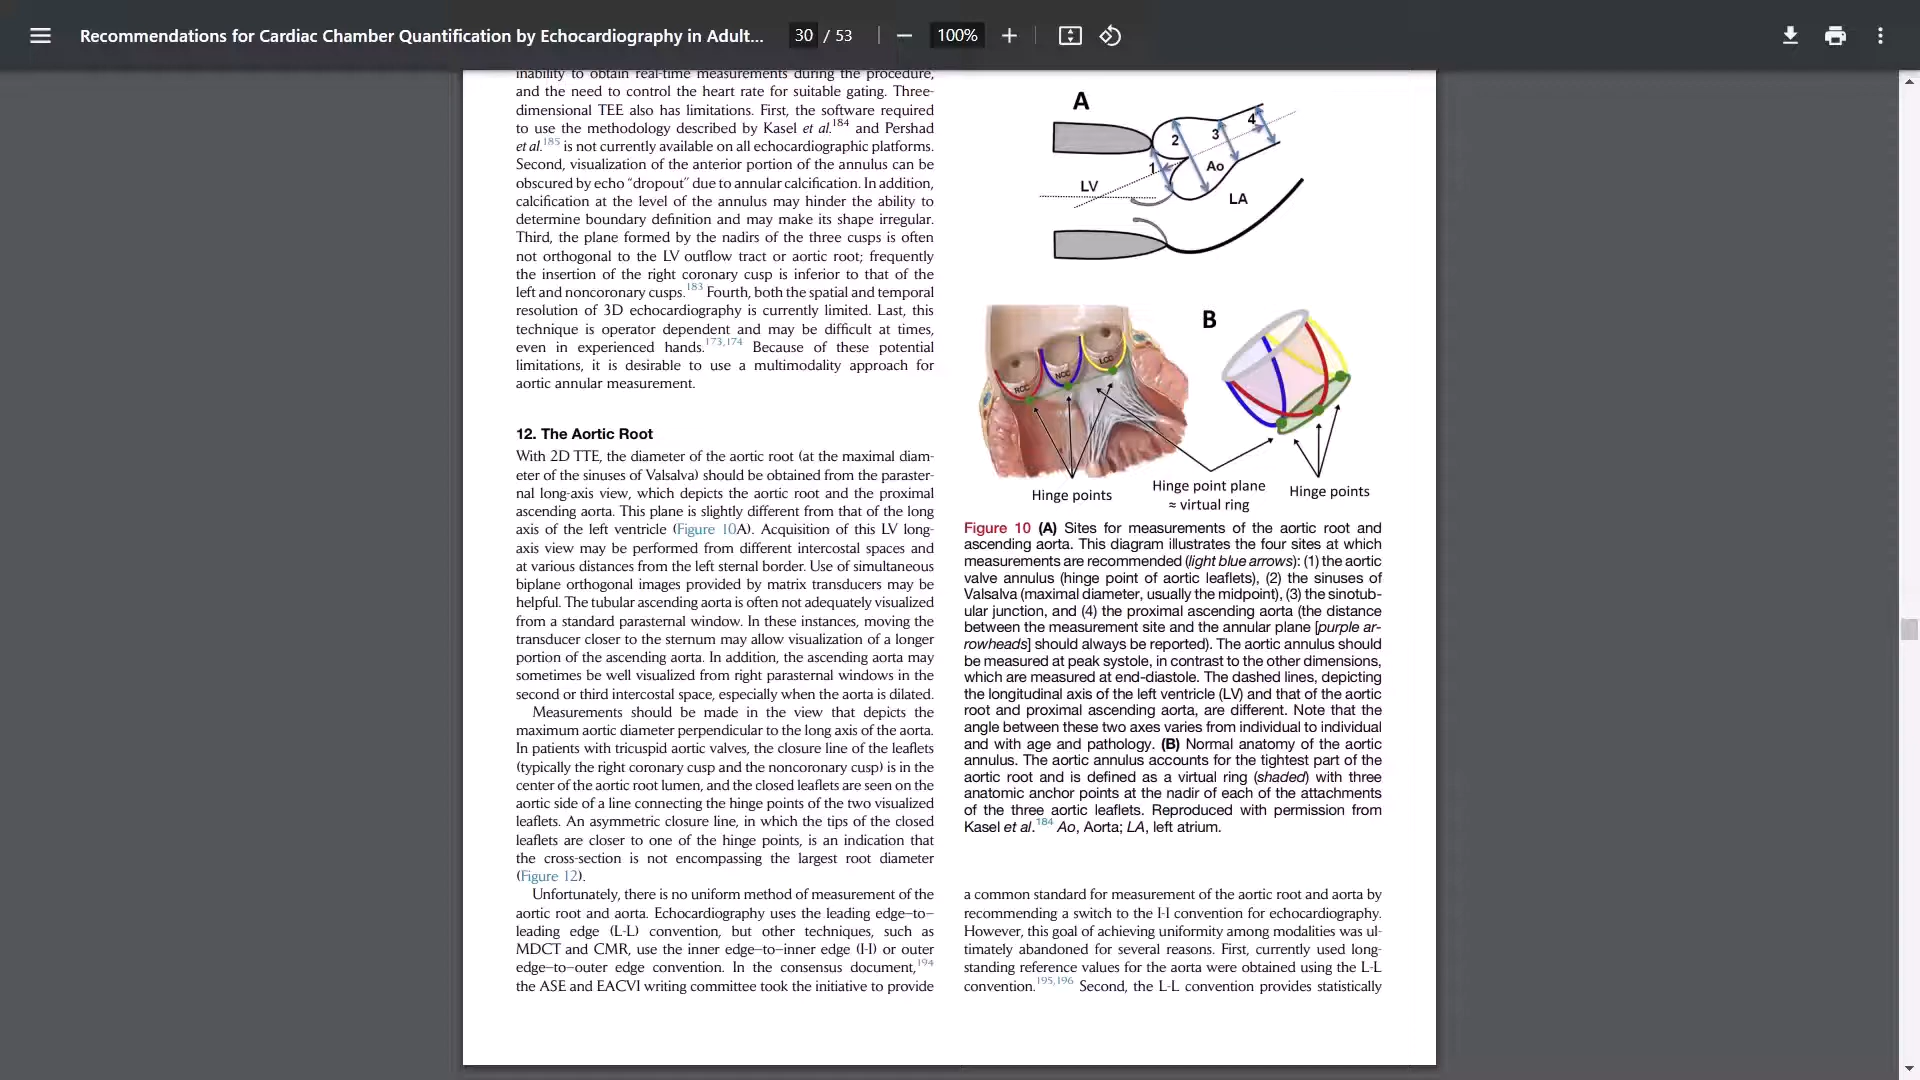 Recommendations for Cardiac Chamber Quantification by Echocardiography in Adult...
30 / 53
100%
inability to obtain real-time measurements during the procedure,
and the need to control the heart rate for suitable gating. Three-
dimensional TEE also has limitations. First, the software required
to use the methodology described by Kasel et al.184 and Pershad
et al.185 is not currently available on all echocardiographic platforms.
Second, visualization of the anterior portion of the annulus can be
obscured by echo “dropout” due to annular calcification. In addition,
calcification at the level of the annulus may hinder the ability to
determine boundary definition and may make its shape irregular.
Third, the plane formed by the nadirs of the three cusps is often
not orthogonal to the LV outflow tract or aortic root; frequently
the insertion of the right coronary cusp is inferior to that of the
left and noncoronary cusps.183 Fourth, both the spatial and temporal
resolution of 3D echocardiography is currently limited. Last, this
technique is operator dependent and may be difficult at times,
even in experienced hands.173,174 Because of these potential
limitations, it is desirable to use a multimodality approach for
aortic annular measurement.
12. The Aortic Root
With 2D TTE, the diameter of the aortic root (at the maximal diam-
eter of the sinuses of Valsalva) should be obtained from the paraster-
nal long-axis view, which depicts the aortic root and the proximal
ascending aorta. This plane is slightly different from that of the long
axis of the left ventricle (Figure 10A). Acquisition of this LV long-
axis view may be performed from different intercostal spaces and
at various distances from the left sternal border. Use of simultaneous
biplane orthogonal images provided by matrix transducers may be
helpful. The tubular ascending aorta is often not adequately visualized
from a standard parasternal window. In these instances, moving the
transducer closer to the sternum may allow visualization of a longer
portion of the ascending aorta. In addition, the ascending aorta may
sometimes be well visualized from right parasternal windows in the
second or third intercostal space, especially when the aorta is dilated.
Measurements should be made in the view that depicts the
maximum aortic diameter perpendicular to the long axis of the aorta.
In patients with tricuspid aortic valves, the closure line of the leaflets
(typically the right coronary cusp and the noncoronary cusp) is in the
center of the aortic root lumen, and the closed leaflets are seen on the
aortic side of a line connecting the hinge points of the two visualized
leaflets. An asymmetric closure line, in which the tips of the closed
leaflets are closer to one of the hinge points, is an indication that
the cross-section is not encompassing the largest root diameter
(Figure 12).
Unfortunately, there is no uniform method of measurement of the
aortic root and aorta. Echocardiography uses the leading edge–to–
leading edge (L-L) convention, but other techniques, such as
MDCT and CMR, use the inner edge–to–inner edge (I-I) or outer
edge–to–outer edge convention. In the consensus document,194
the ASE and EACVI writing committee took the initiative to provide
A
1
2
3
4
Ao
LV
LA
B
RCC
NCC
LCC
Hinge points
Hinge point plane
≈ virtual ring
Hinge points
Figure 10 (A) Sites for measurements of the aortic root and
ascending aorta. This diagram illustrates the four sites at which
measurements are recommended (light blue arrows): (1) the aortic
valve annulus (hinge point of aortic leaflets), (2) the sinuses of
Valsalva (maximal diameter, usually the midpoint), (3) the sinotub-
ular junction, and (4) the proximal ascending aorta (the distance
between the measurement site and the annular plane [purple ar-
rowheads] should always be reported). The aortic annulus should
be measured at peak systole, in contrast to the other dimensions,
which are measured at end-diastole. The dashed lines, depicting
the longitudinal axis of the left ventricle (LV) and that of the aortic
root and proximal ascending aorta, are different. Note that the
angle between these two axes varies from individual to individual
and with age and pathology. (B) Normal anatomy of the aortic
annulus. The aortic annulus accounts for the tightest part of the
aortic root and is defined as a virtual ring (shaded) with three
anatomic anchor points at the nadir of each of the attachments
of the three aortic leaflets. Reproduced with permission from
Kasel et al.184 Ao, Aorta; LA, left atrium.
a common standard for measurement of the aortic root and aorta by
recommending a switch to the I-I convention for echocardiography.
However, this goal of achieving uniformity among modalities was ul-
timately abandoned for several reasons. First, currently used long-
standing reference values for the aorta were obtained using the L-L
convention.195,196 Second, the L-L convention provides statistically